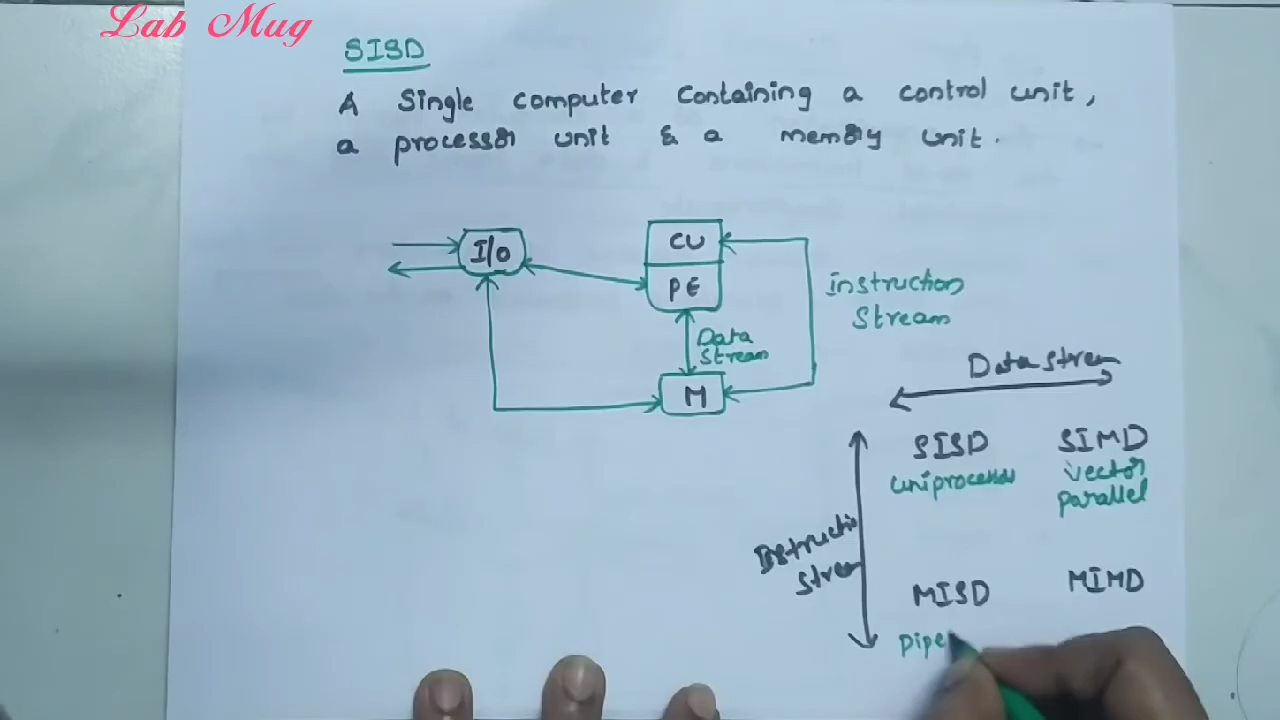 Lab Mug
SISD
A Single computer containing a control unit,
a processor unit & a memory unit.
I/O
CU
PE
instruction
Stream
Data
Stream
M
Data stream
SISD SIMD
uniprocessor vector
parallel
Instructio
stream
MISD MIMD
pipe